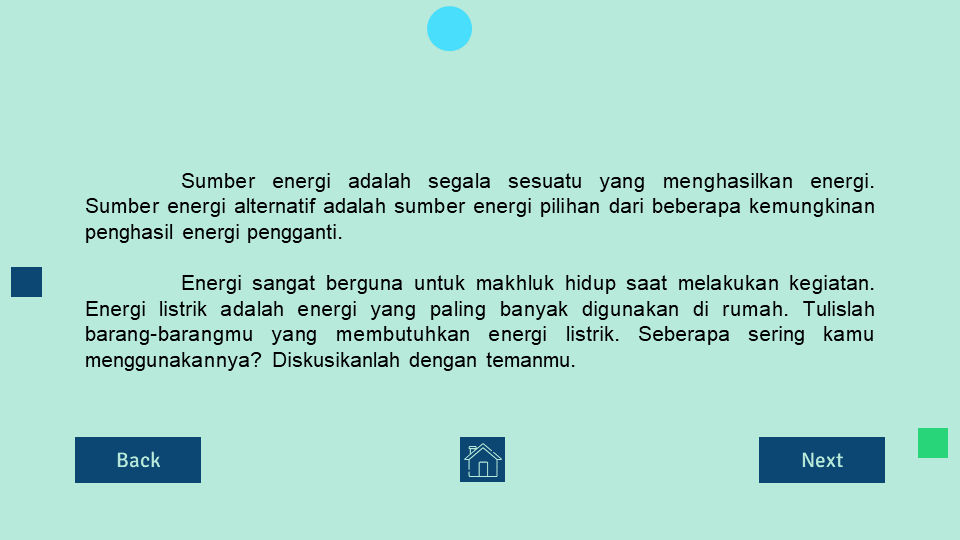 Sumber energi adalah segala sesuatu yang menghasilkan energi.
Sumber energi alternatif adalah sumber energi pilihan dari beberapa kemungkinan
penghasil energi pengganti.
Energi sangat berguna untuk makhluk hidup saat melakukan kegiatan.
Energi listrik adalah energi yang paling banyak digunakan di rumah. Tulislah
barang-barangmu yang membutuhkan energi listrik. Seberapa sering kamu
menggunakannya? Diskusikanlah dengan temanmu.
Back
Next